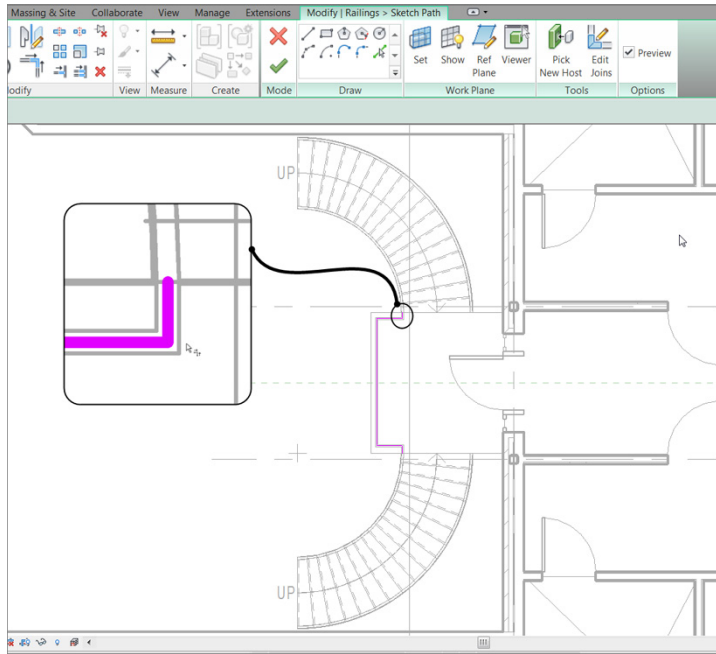 Massing & Site Collaborate View Manage Extensions Modify | Railings > Sketch Path
Set Show Ref Plane Viewer Pick New Host Edit Joins Preview
View Measure Create Mode Draw Work Plane Tools Options
UP
UP